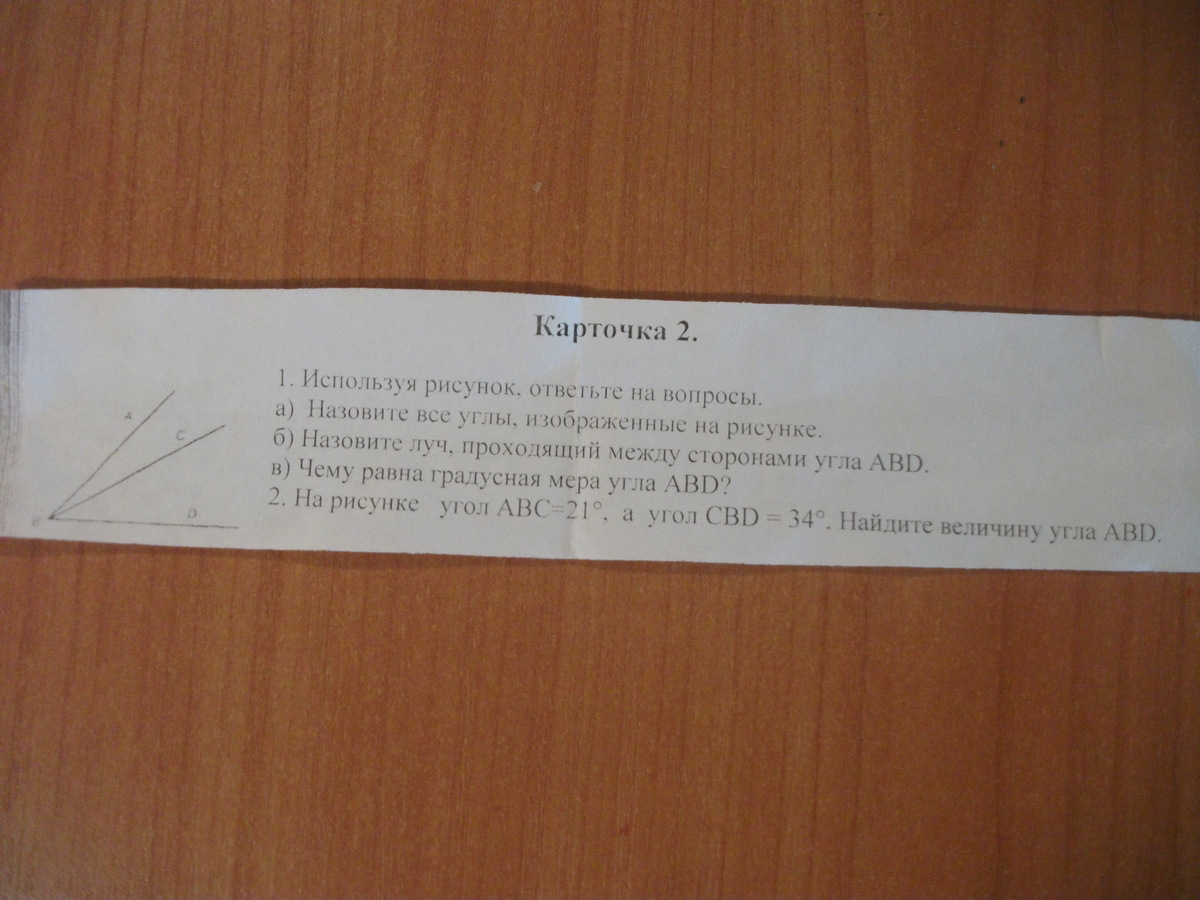 Карточка 2.
1. Используя рисунок, ответьте на вопросы.
а) Назовите все углы, изображенные на рисунке.
б) Назовите луч, проходящий между сторонами угла ABD.
в) Чему равна градусная мера угла ABD?
2. На рисунке угол ABC=21°, а угол CBD = 34°. Найдите величину угла ABD.
A
C
B
D